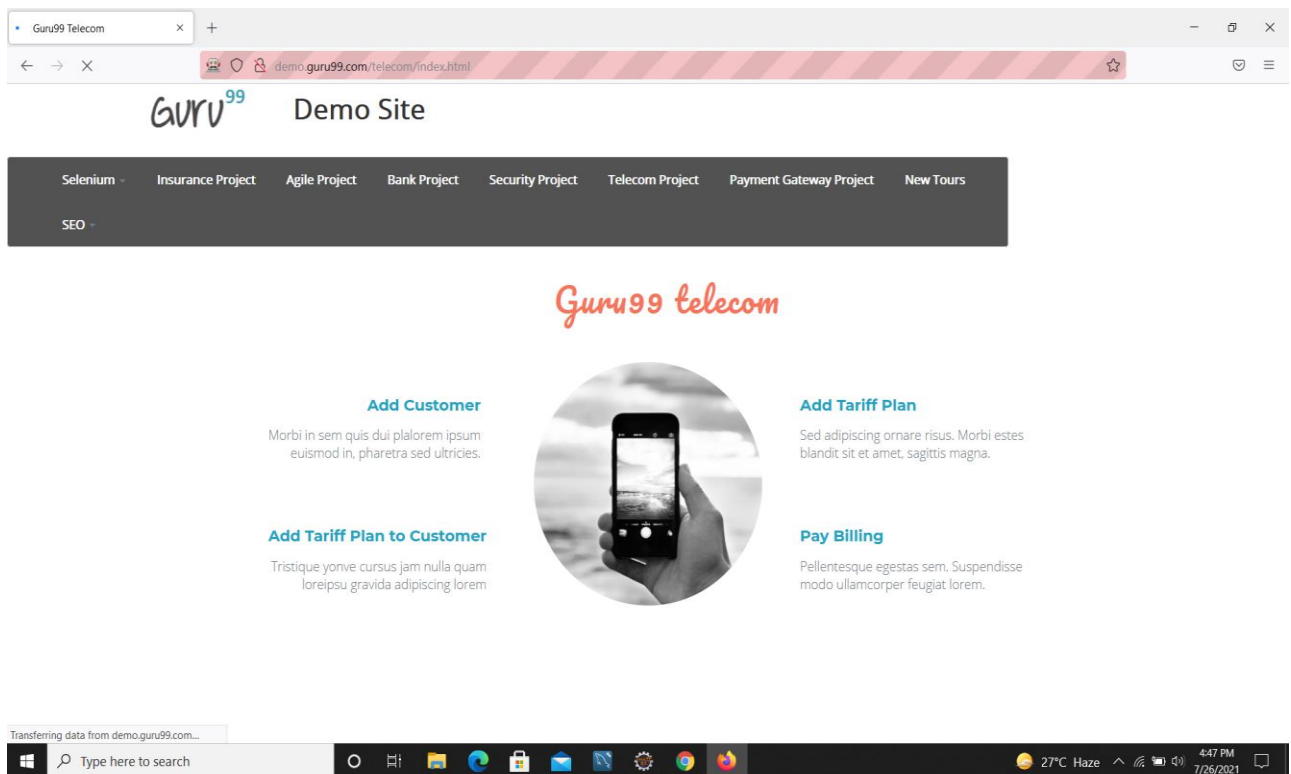 Guru99 Telecom
demo.guru99.com/telecom/index.html
Guru99 Demo Site
Selenium Insurance Project Agile Project Bank Project Security Project Telecom Project Payment Gateway Project New Tours
SEO
Guru99 telecom
Add Customer
Morbi in sem quis dui plalorem ipsum
euismod in, pharetra sed ultricies.
Add Tariff Plan
Sed adipiscing ornare risus. Morbi estes
blandit sit et amet, sagittis magna.
Add Tariff Plan to Customer
Tristique yonve cursus jam nulla quam
loreipsu gravida adipiscing lorem
Pay Billing
Pellentesque egestas sem. Suspendisse
modo ullamcorper feugiat lorem.
Transferring data from demo.guru99.com...
Type here to search
27°C Haze
4:47 PM
7/26/2021